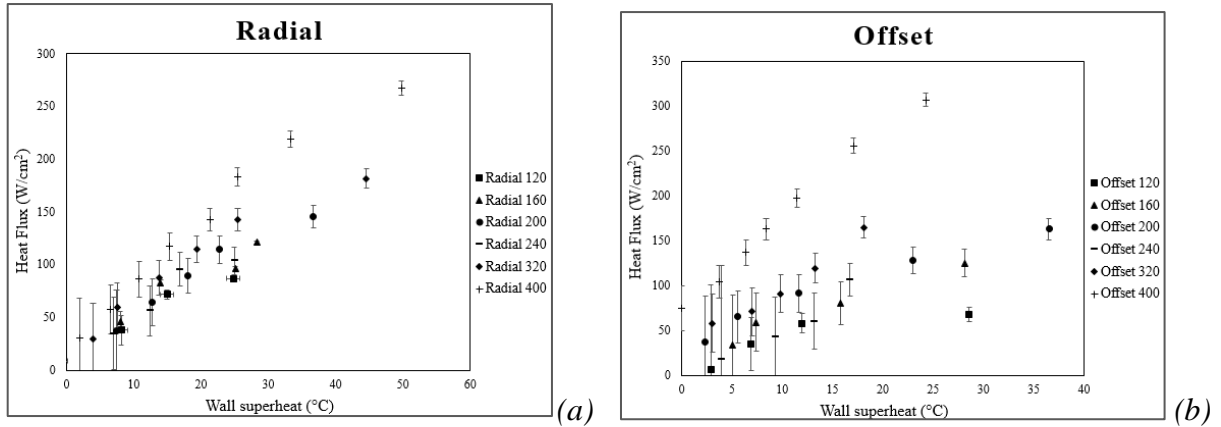 Radial
300
250
200
150
100
50
0
Heat Flux (W/cm²)
0 10 20 30 40 50 60
Wall superheat (°C)
Radial 120
Radial 160
Radial 200
Radial 240
Radial 320
Radial 400
(a)
Offset
350
300
250
200
150
100
50
0
Heat Flux (W/cm²)
0 5 10 15 20 25 30 40
Wall superheat (°C)
Offset 120
Offset 160
Offset 200
Offset 240
Offset 320
Offset 400
(b)